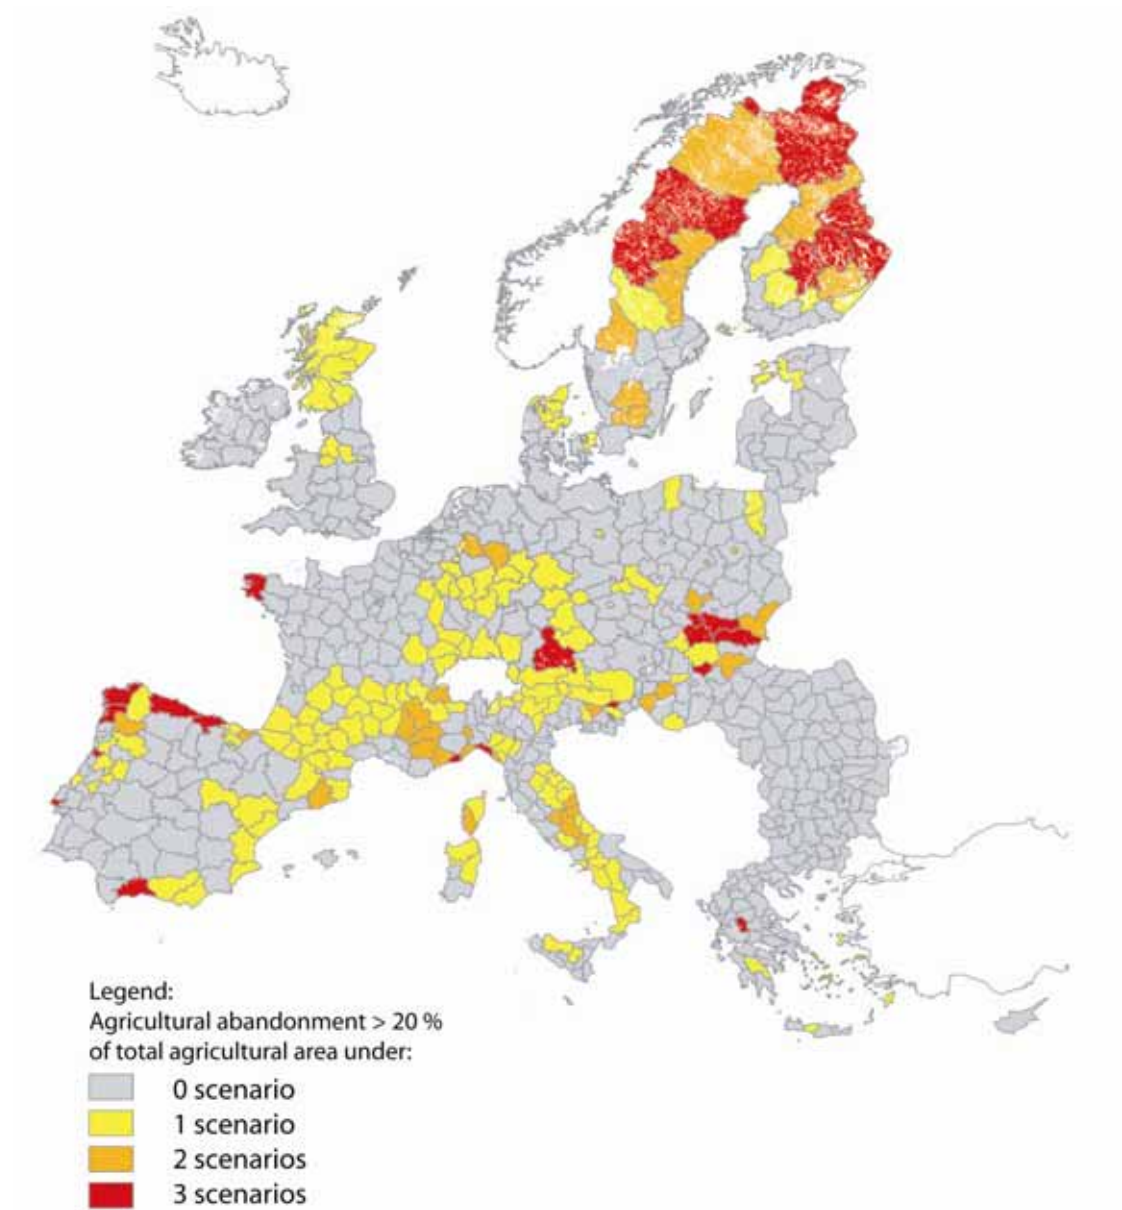 Legend:
Agricultural abandonment > 20 %
of total agricultural area under:
0 scenario
1 scenario
2 scenarios
3 scenarios